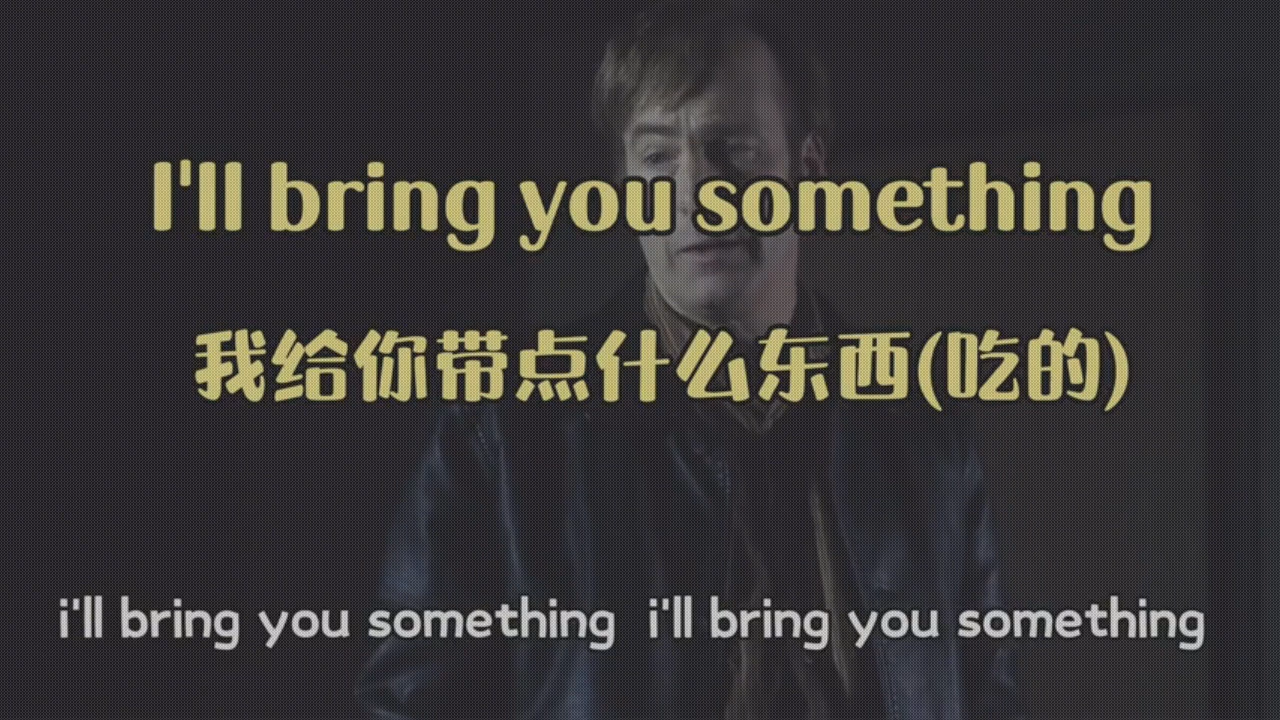 I'll bring you something
我给你带点什么东西(吃的)
i'll bring you something i'll bring you something